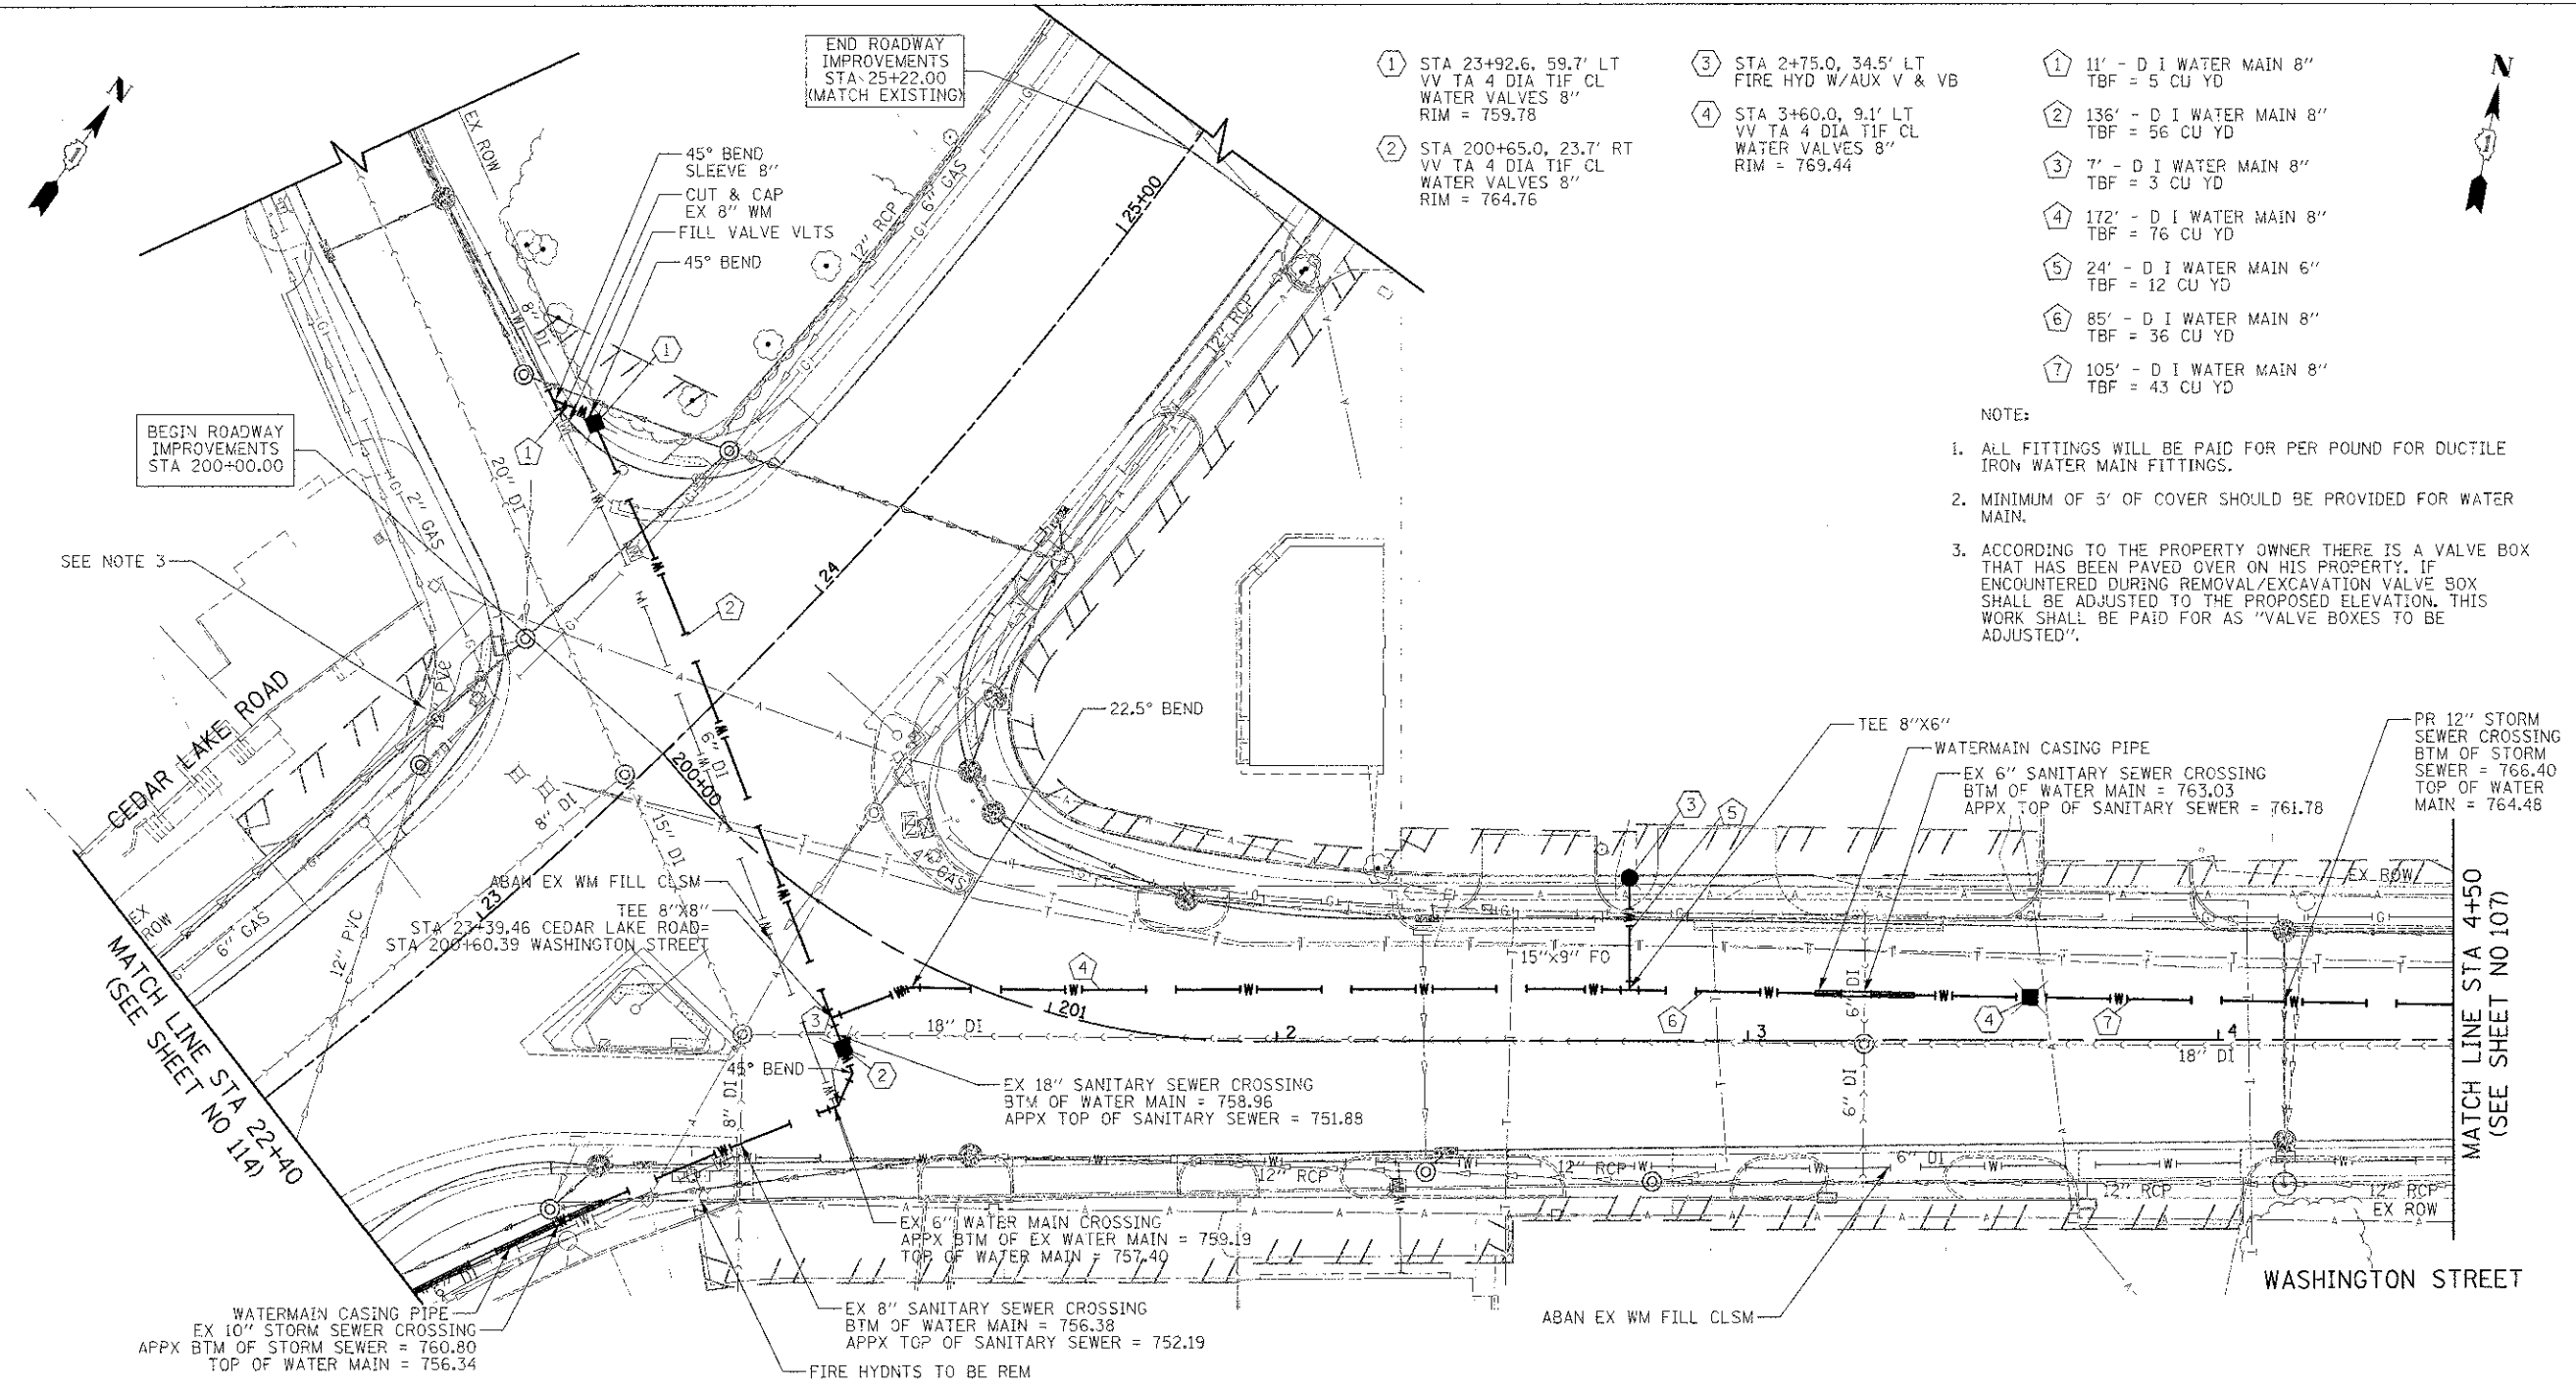 END ROADWAY
IMPROVEMENTS
STA 25+22.00
(MATCH EXISTING)
N
1
N
1
1
STA 23+92.6, 59.7' LT
VV TA 4 DIA T1F CL
WATER VALVES 8"
RIM = 759.78
2
STA 200+65.0, 23.7' RT
VV TA 4 DIA T1F CL
WATER VALVES 8"
RIM = 764.76
3
STA 2+75.0, 34.5' LT
FIRE HYD W/AUX V & VB
4
STA 3+60.0, 9.1' LT
VV TA 4 DIA T1F CL
WATER VALVES 8"
RIM = 769.44
1
11' - D I WATER MAIN 8"
TBF = 5 CU YD
2
136' - D I WATER MAIN 8"
TBF = 56 CU YD
3
7' - D I WATER MAIN 8"
TBF = 3 CU YD
4
172' - D I WATER MAIN 8"
TBF = 76 CU YD
5
24' - D I WATER MAIN 6"
TBF = 12 CU YD
6
85' - D I WATER MAIN 8"
TBF = 36 CU YD
7
105' - D I WATER MAIN 8"
TBF = 43 CU YD
NOTE:
1. ALL FITTINGS WILL BE PAID FOR PER POUND FOR DUCTILE
IRON WATER MAIN FITTINGS.
2. MINIMUM OF 5' OF COVER SHOULD BE PROVIDED FOR WATER
MAIN.
3. ACCORDING TO THE PROPERTY OWNER THERE IS A VALVE BOX
THAT HAS BEEN PAVED OVER ON HIS PROPERTY. IF
ENCOUNTERED DURING REMOVAL/EXCAVATION VALVE BOX
SHALL BE ADJUSTED TO THE PROPOSED ELEVATION. THIS
WORK SHALL BE PAID FOR AS "VALVE BOXES TO BE
ADJUSTED".
EX ROW
45° BEND
SLEEVE 8"
CUT & CAP
EX 8" WM
FILL VALVE VLTS
45° BEND
12" RCP
6" GAS
25+00
12" RCP
8" DI
1
1
BEGIN ROADWAY
IMPROVEMENTS
STA 200+00.00
20" DI
2" GAS
SEE NOTE 3
24
2
PVC
CEDAR LAKE ROAD
6" DI
200+00
22.5° BEND
8" DI
15" DI
4" GAS
23
ABAN EX WM FILL CLSM
TEE 8"X8"
STA 23+39.46 CEDAR LAKE ROAD=
STA 200+60.39 WASHINGTON STREET
EX
ROW
6" GAS
12" PVC
MATCH LINE STA 22+40
(SEE SHEET NO 114)
TEE 8"X6"
WATERMAIN CASING PIPE
EX 6" SANITARY SEWER CROSSING
BTM OF WATER MAIN = 763.03
APPX TOP OF SANITARY SEWER = 761.78
PR 12" STORM
SEWER CROSSING
BTM OF STORM
SEWER = 766.40
TOP OF WATER
MAIN = 764.48
3
5
EX ROW
15"x9" FO
4
3
18" DI
201
2
6
3
6" DI
4
7
4
18" DI
45° BEND
2
8" DI
6" DI
EX 18" SANITARY SEWER CROSSING
BTM OF WATER MAIN = 758.96
APPX TOP OF SANITARY SEWER = 751.88
MATCH LINE STA 4+50
(SEE SHEET NO 107)
12" RCP
12" RCP
6" DI
12" RCP
12" RCP
EX ROW
EX 6" WATER MAIN CROSSING
APPX BTM OF EX WATER MAIN = 759.19
TOP OF WATER MAIN = 757.40
WASHINGTON STREET
WATERMAIN CASING PIPE
EX 10" STORM SEWER CROSSING
APPX BTM OF STORM SEWER = 760.80
TOP OF WATER MAIN = 756.34
EX 8" SANITARY SEWER CROSSING
BTM OF WATER MAIN = 756.38
APPX TOP OF SANITARY SEWER = 752.19
FIRE HYDNTS TO BE REM
ABAN EX WM FILL CLSM